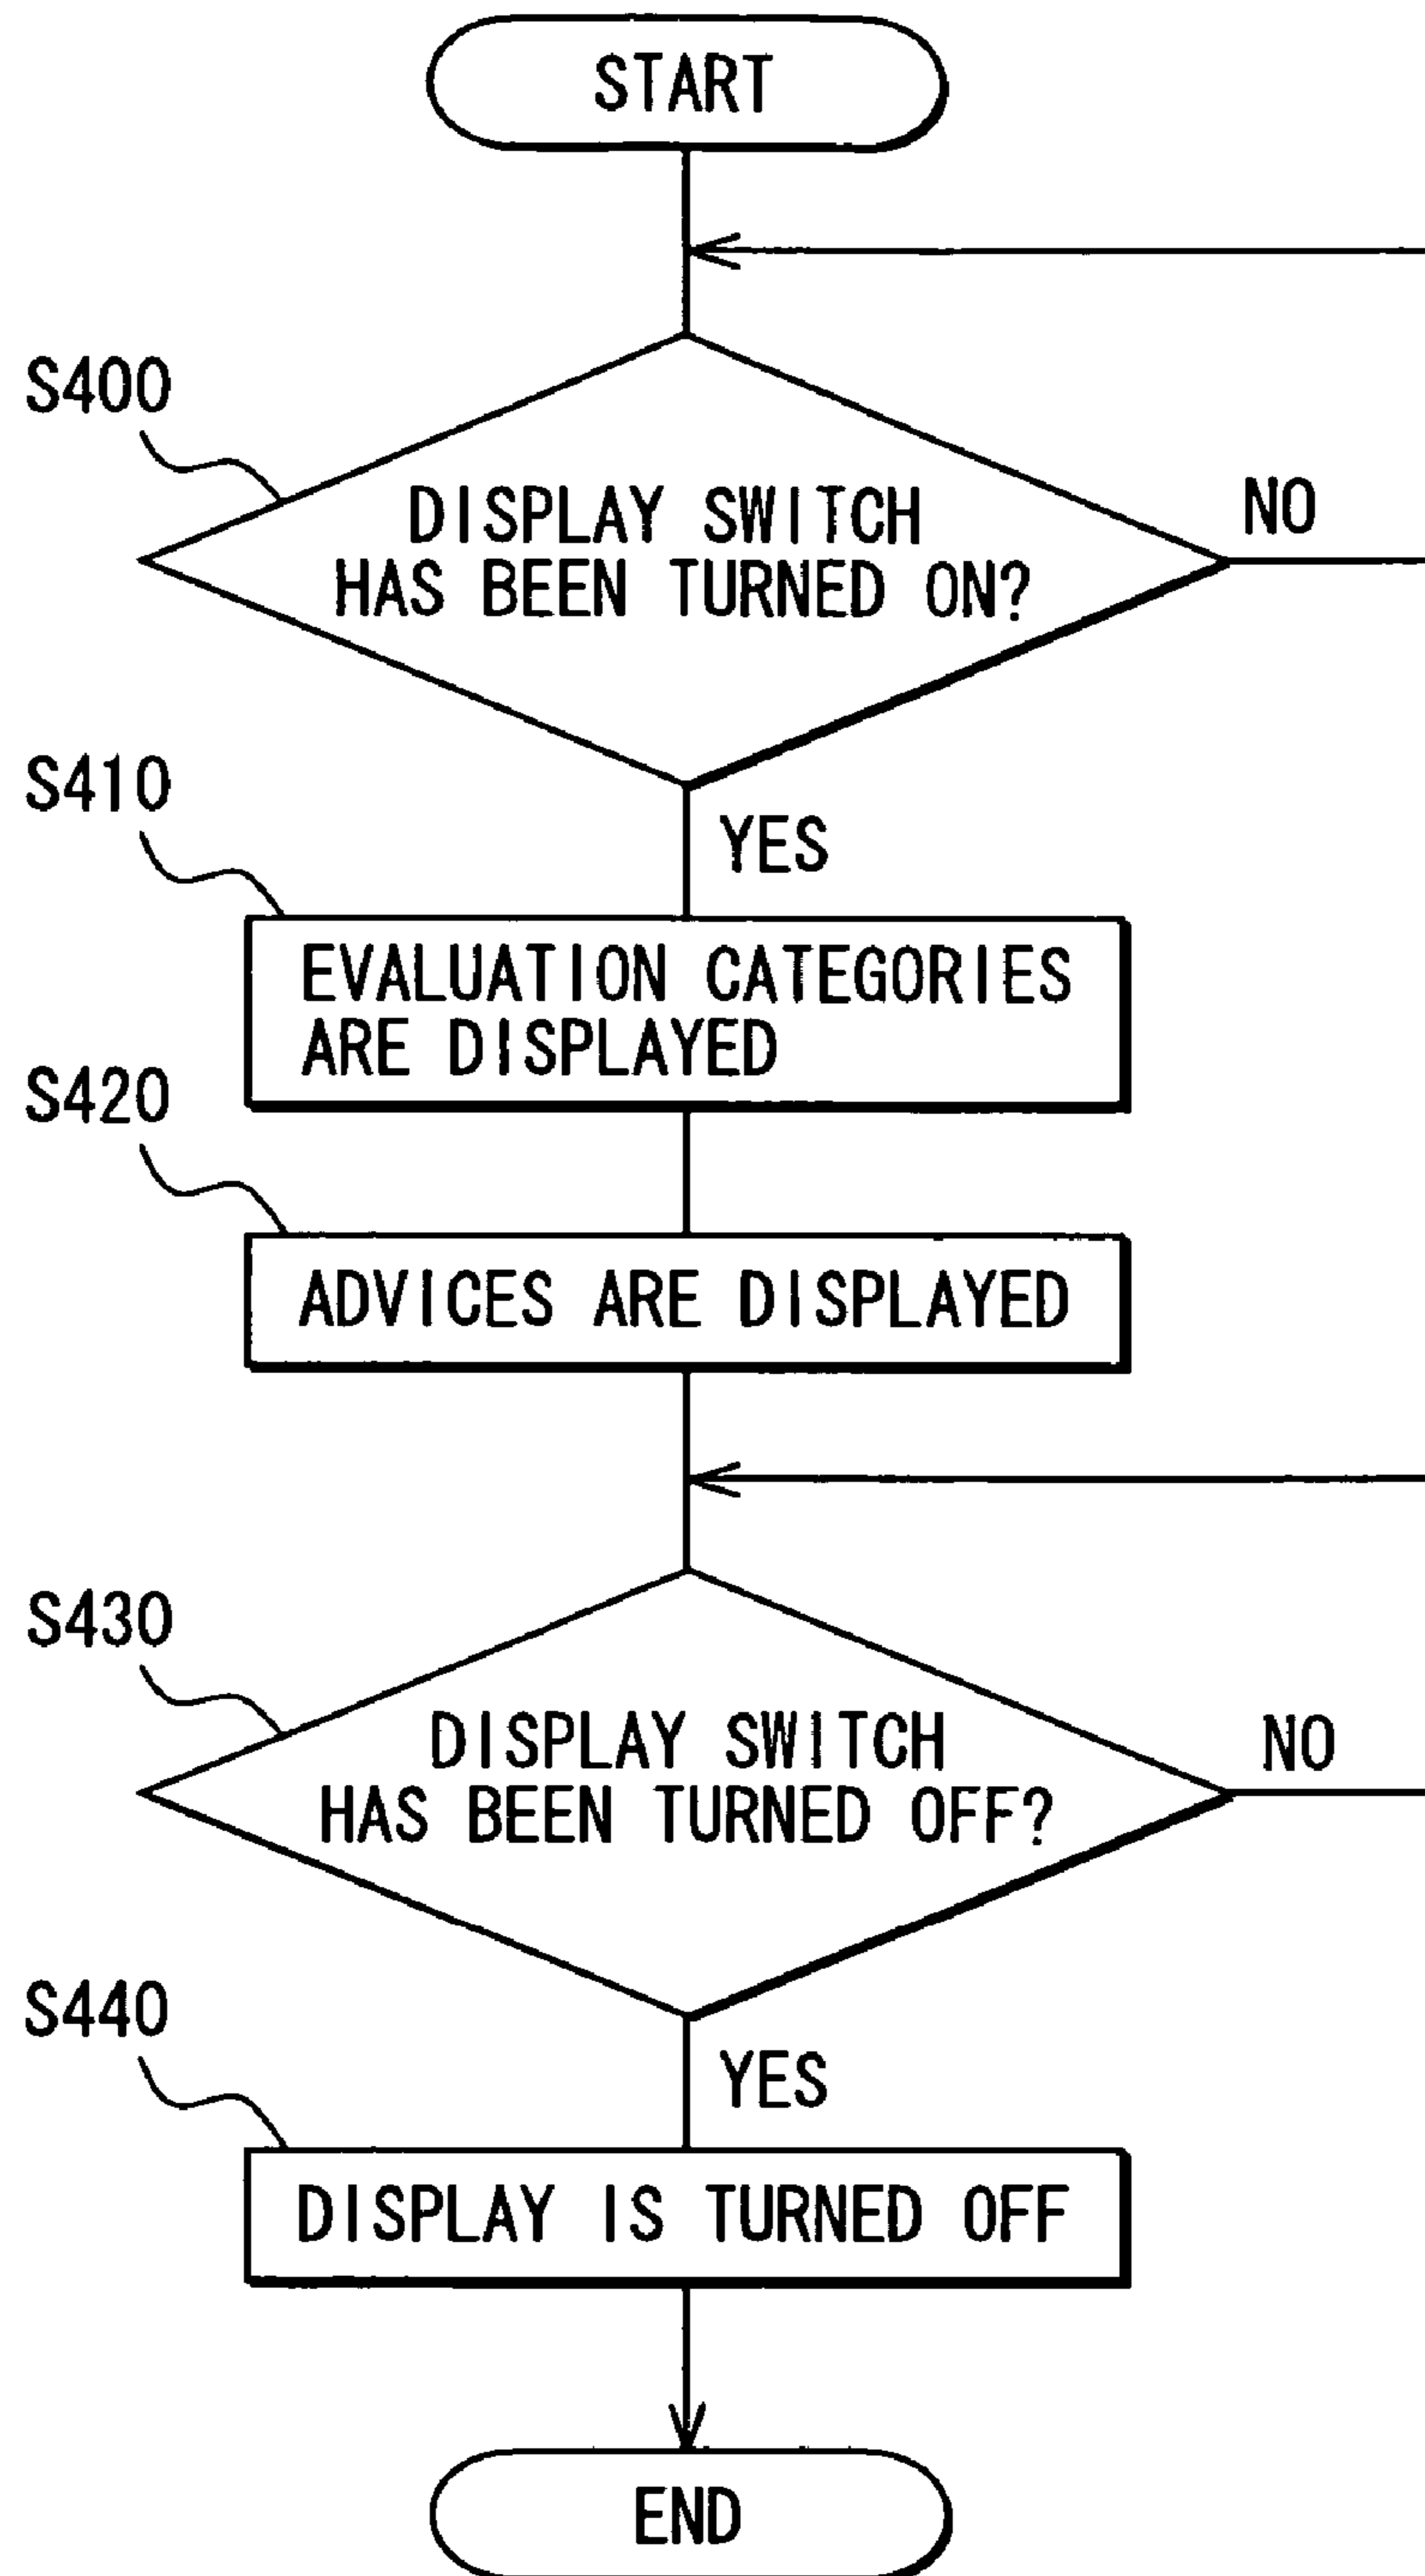 START
S400
DISPLAY SWITCH
HAS BEEN TURNED ON?
NO
YES
S410
EVALUATION CATEGORIES
ARE DISPLAYED
S420
ADVICES ARE DISPLAYED
S430
DISPLAY SWITCH
HAS BEEN TURNED OFF?
NO
YES
S440
DISPLAY IS TURNED OFF
END